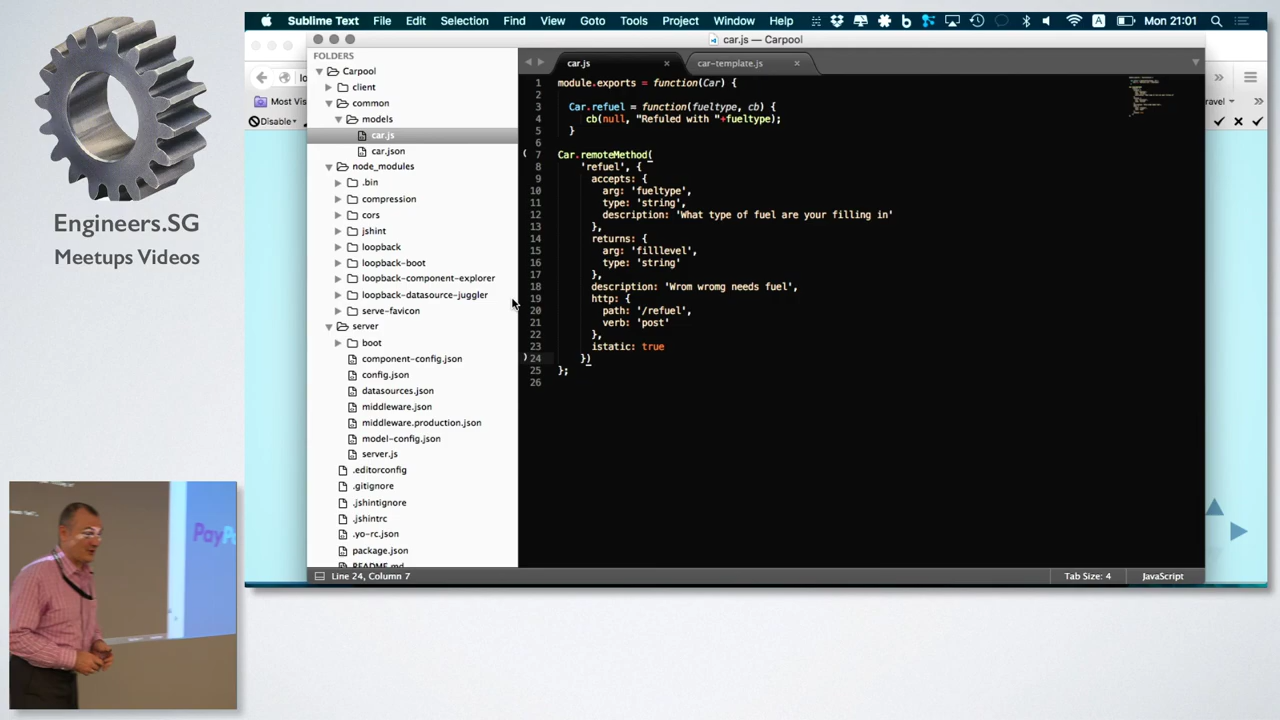 Engineers.SG
Meetups Videos
PayP
Sublime Text File Edit Selection Find View Goto Tools Project Window Help
A
Mon 21:01
car.js — Carpool
FOLDERS
Carpool
client
common
models
car.js
car.json
node_modules
.bin
compression
cors
jshint
loopback
loopback-boot
loopback-component-explorer
loopback-datasource-juggler
serve-favicon
server
boot
component-config.json
config.json
datasources.json
middleware.json
middleware.production.json
model-config.json
server.js
.editorconfig
.gitignore
.jshintignore
.jshintrc
.yo-rc.json
package.json
README.md
Most Vis
Disable
car.js
car-template.js
1 module.exports = function(Car) {
2
3 Car.refuel = function(fueltype, cb) {
4 cb(null, "Refuled with "+fueltype);
5 }
6
7 Car.remoteMethod(
8 'refuel', {
9 accepts: {
10 arg: 'fueltype',
11 type: 'string',
12 description: 'What type of fuel are your filling in'
13 },
14 returns: {
15 arg: 'filllevel',
16 type: 'string'
17 },
18 description: 'Wrom wromg needs fuel',
19 http: {
20 path: '/refuel',
21 verb: 'post'
22 },
23 istatic: true
24 })
25 };
26
ravel
Line 24, Column 7
Tab Size: 4
JavaScript